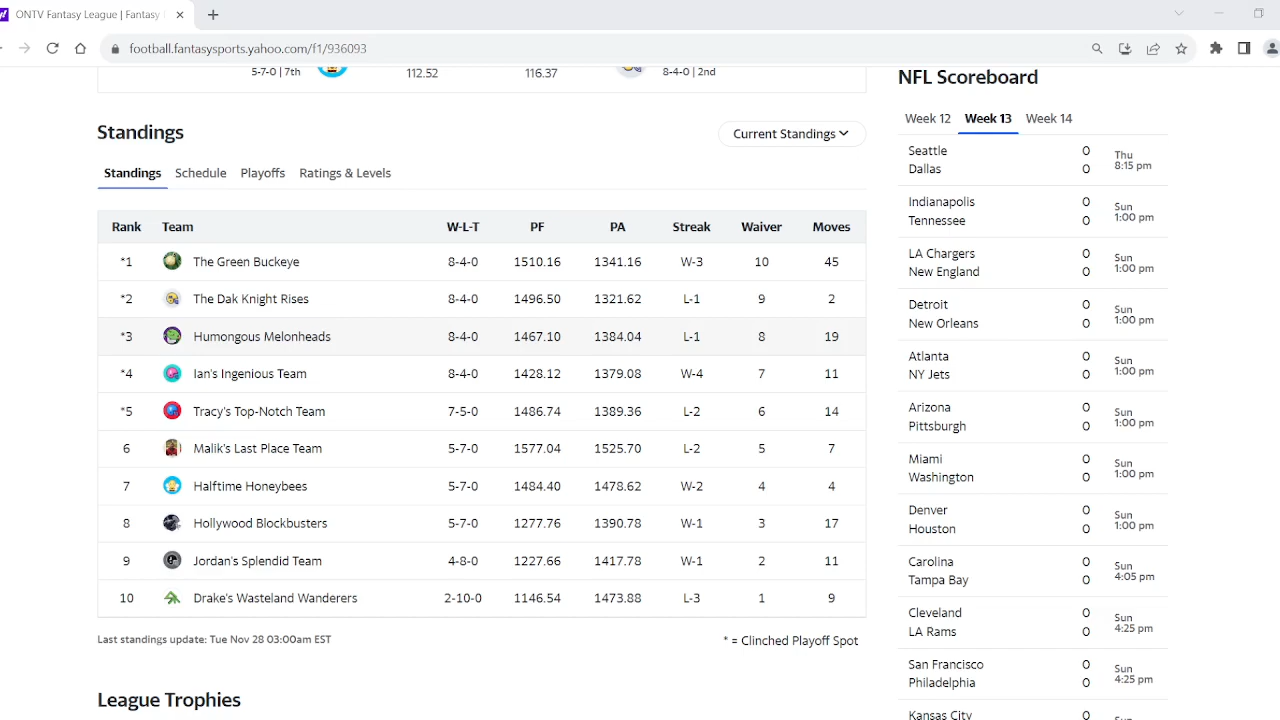 ONTV Fantasy League | Fantasy
football.fantasysports.yahoo.com/f1/936093
5-7-0 | 7th 112.52 116.37 8-4-0 | 2nd
Standings
Current Standings
Standings Schedule Playoffs Ratings & Levels
Rank Team W-L-T PF PA Streak Waiver Moves
*1 The Green Buckeye 8-4-0 1510.16 1341.16 W-3 10 45
*2 The Dak Knight Rises 8-4-0 1496.50 1321.62 L-1 9 2
*3 Humongous Melonheads 8-4-0 1467.10 1384.04 L-1 8 19
*4 Ian's Ingenious Team 8-4-0 1428.12 1379.08 W-4 7 11
*5 Tracy's Top-Notch Team 7-5-0 1486.74 1389.36 L-2 6 14
6 Malik's Last Place Team 5-7-0 1577.04 1525.70 L-2 5 7
7 Halftime Honeybees 5-7-0 1484.40 1478.62 W-2 4 4
8 Hollywood Blockbusters 5-7-0 1277.76 1390.78 W-1 3 17
9 Jordan's Splendid Team 4-8-0 1227.66 1417.78 W-1 2 11
10 Drake's Wasteland Wanderers 2-10-0 1146.54 1473.88 L-3 1 9
Last standings update: Tue Nov 28 03:00am EST
* = Clinched Playoff Spot
League Trophies
NFL Scoreboard
Week 12 Week 13 Week 14
Seattle 0
Dallas 0
Thu
8:15 pm
Indianapolis 0
Tennessee 0
Sun
1:00 pm
LA Chargers 0
New England 0
Sun
1:00 pm
Detroit 0
New Orleans 0
Sun
1:00 pm
Atlanta 0
NY Jets 0
Sun
1:00 pm
Arizona 0
Pittsburgh 0
Sun
1:00 pm
Miami 0
Washington 0
Sun
1:00 pm
Denver 0
Houston 0
Sun
1:00 pm
Carolina 0
Tampa Bay 0
Sun
4:05 pm
Cleveland 0
LA Rams 0
Sun
4:25 pm
San Francisco 0
Philadelphia 0
Sun
4:25 pm
Kansas City 0
Sun